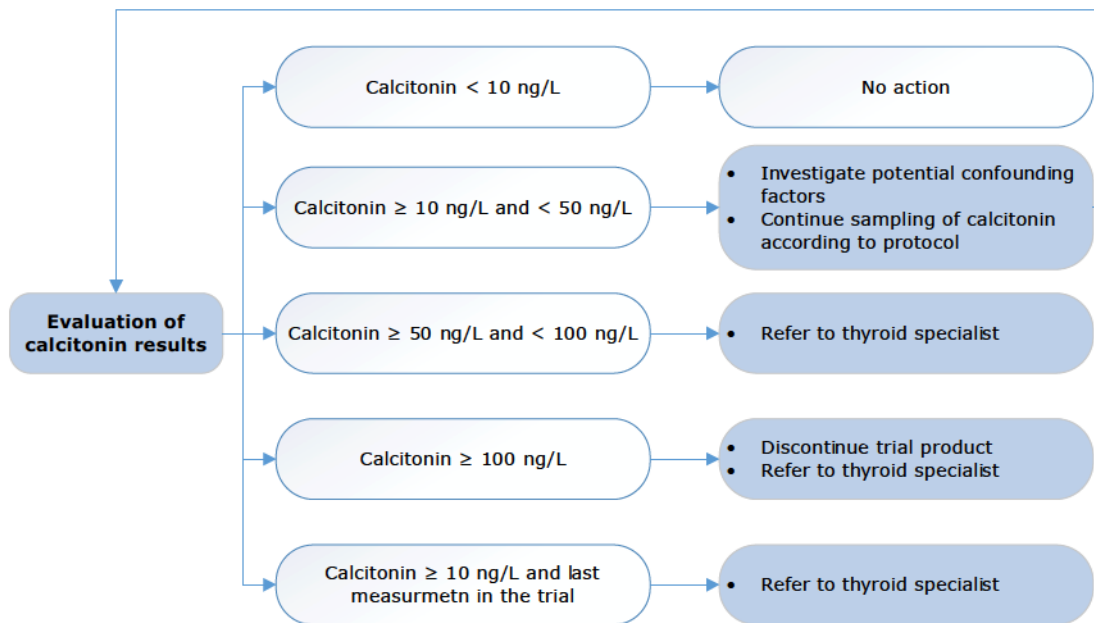 Calcitonin < 10 ng/L
No action
Calcitonin ≥ 10 ng/L and < 50 ng/L
• Investigate potential confounding
factors
• Continue sampling of calcitonin
according to protocol
Evaluation of
calcitonin results
Calcitonin ≥ 50 ng/L and < 100 ng/L
• Refer to thyroid specialist
Calcitonin ≥ 100 ng/L
• Discontinue trial product
• Refer to thyroid specialist
Calcitonin ≥ 10 ng/L and last
measurmetn in the trial
• Refer to thyroid specialist